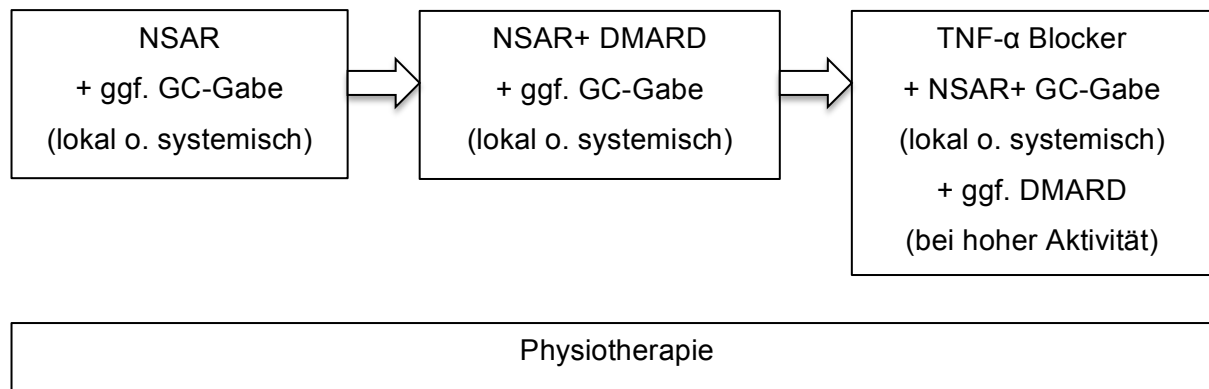 NSAR
+ ggf. GC-Gabe
(lokal o. systemisch)
NSAR+ DMARD
+ ggf. GC-Gabe
(lokal o. systemisch)
TNF-α Blocker
+ NSAR+ GC-Gabe
(lokal o. systemisch)
+ ggf. DMARD
(bei hoher Aktivität)
Physiotherapie